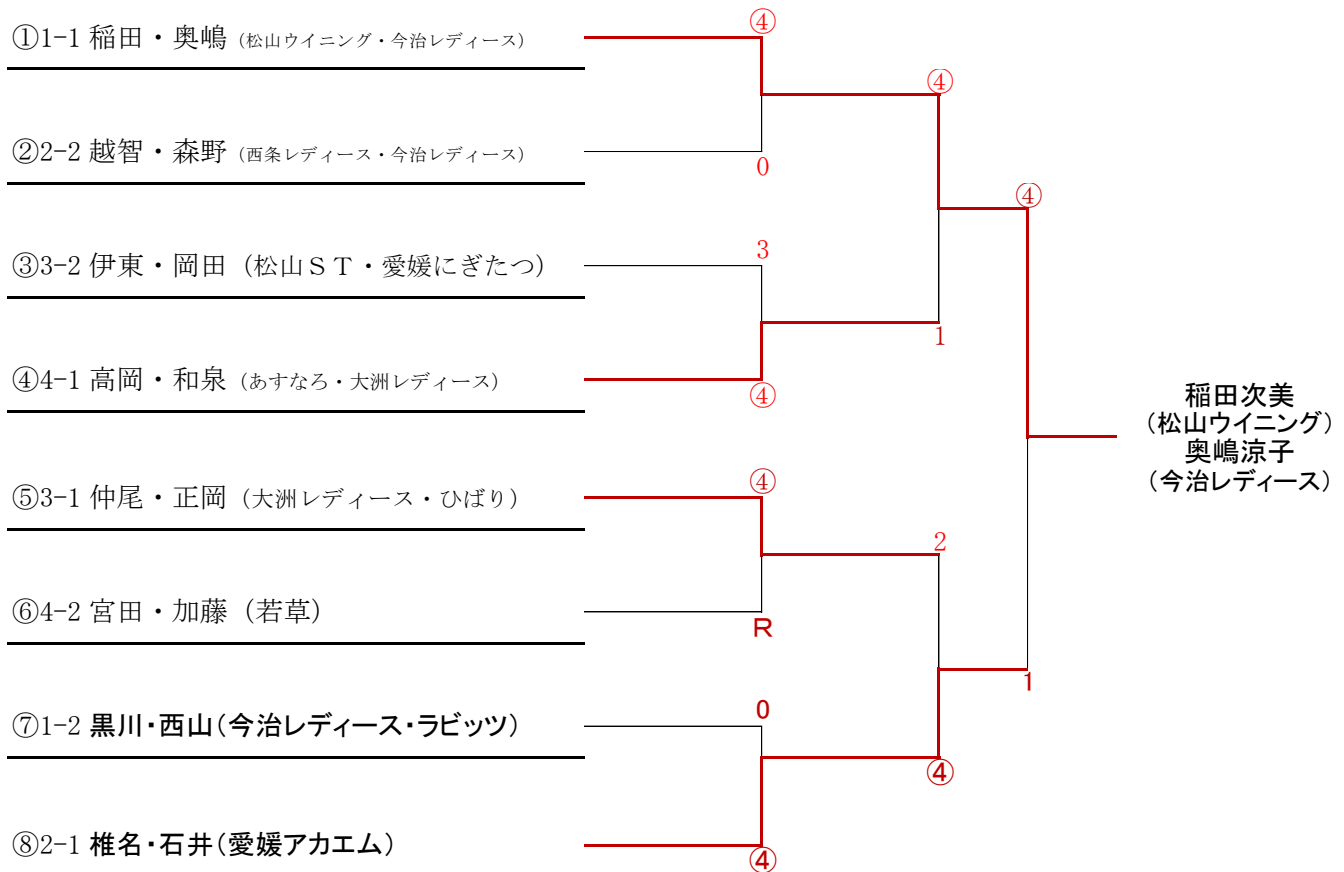 ①1-1 稲田・奥嶋（松山ウイニング・今治レディース）
④
④
②2-2 越智・森野（西条レディース・今治レディース）
0
④
③3-2 伊東・岡田（松山ＳＴ・愛媛にぎたつ）
3
1
④4-1 高岡・和泉（あすなろ・大洲レディース）
④
稲田次美
（松山ウイニング）
奥嶋涼子
（今治レディース）
⑤3-1 仲尾・正岡（大洲レディース・ひばり）
④
2
⑥4-2 宮田・加藤（若草）
R
1
⑦1-2 黒川・西山（今治レディース・ラビッツ）
0
④
⑧2-1 椎名・石井（愛媛アカエム）
④